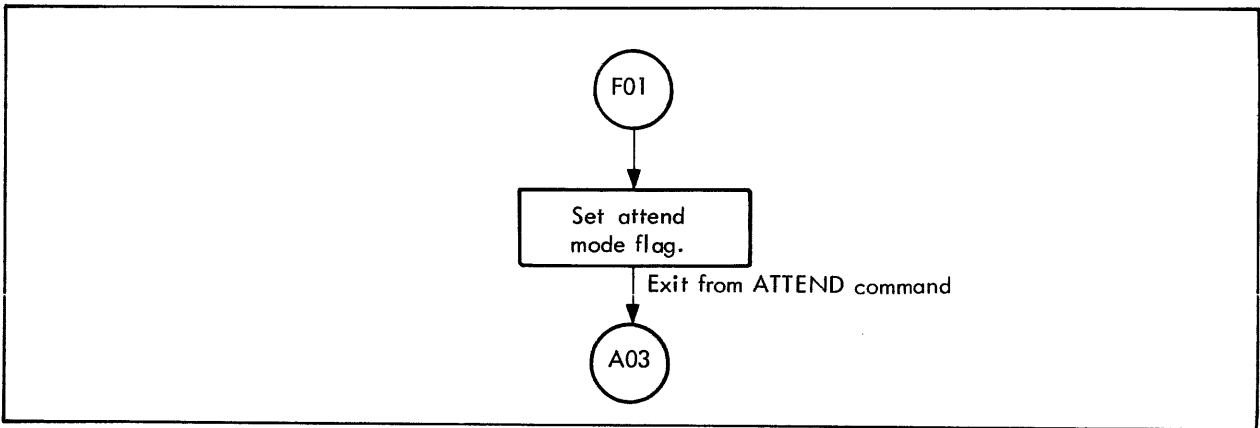 F01
Set attend
mode flag.
Exit from ATTEND command
A03